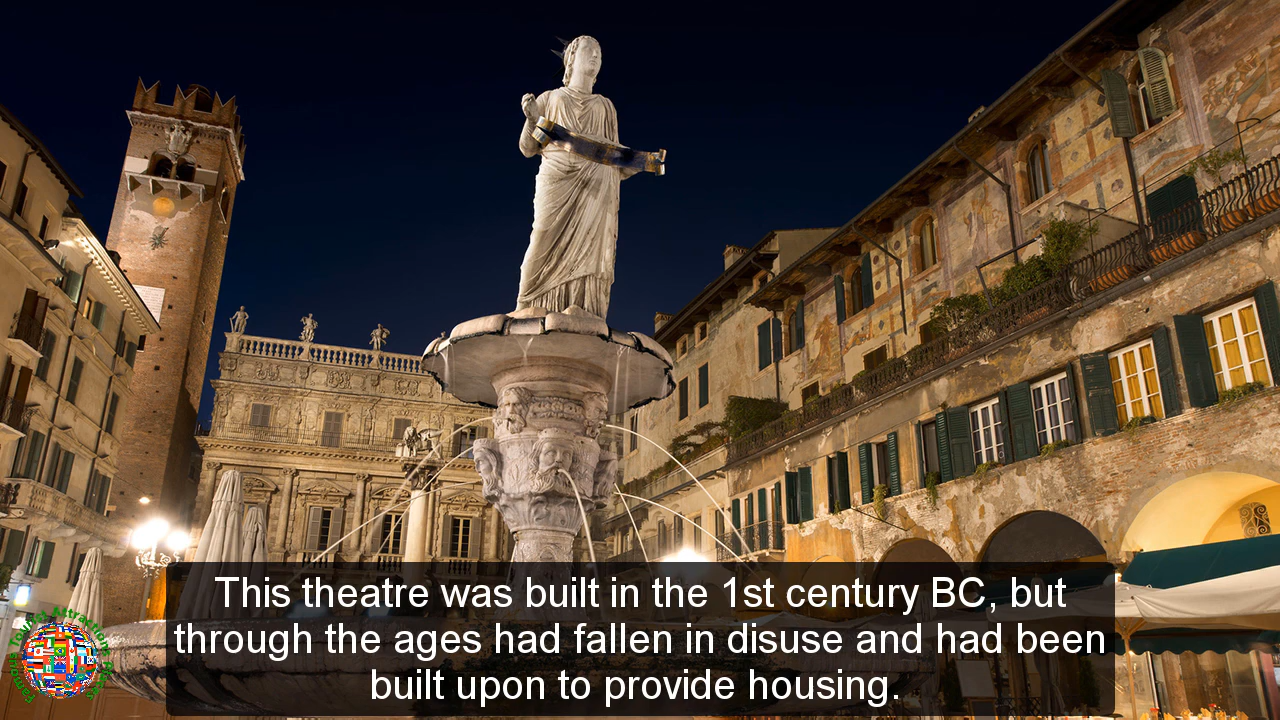 This theatre was built in the 1st century BC, but
through the ages had fallen in disuse and had been
built upon to provide housing.